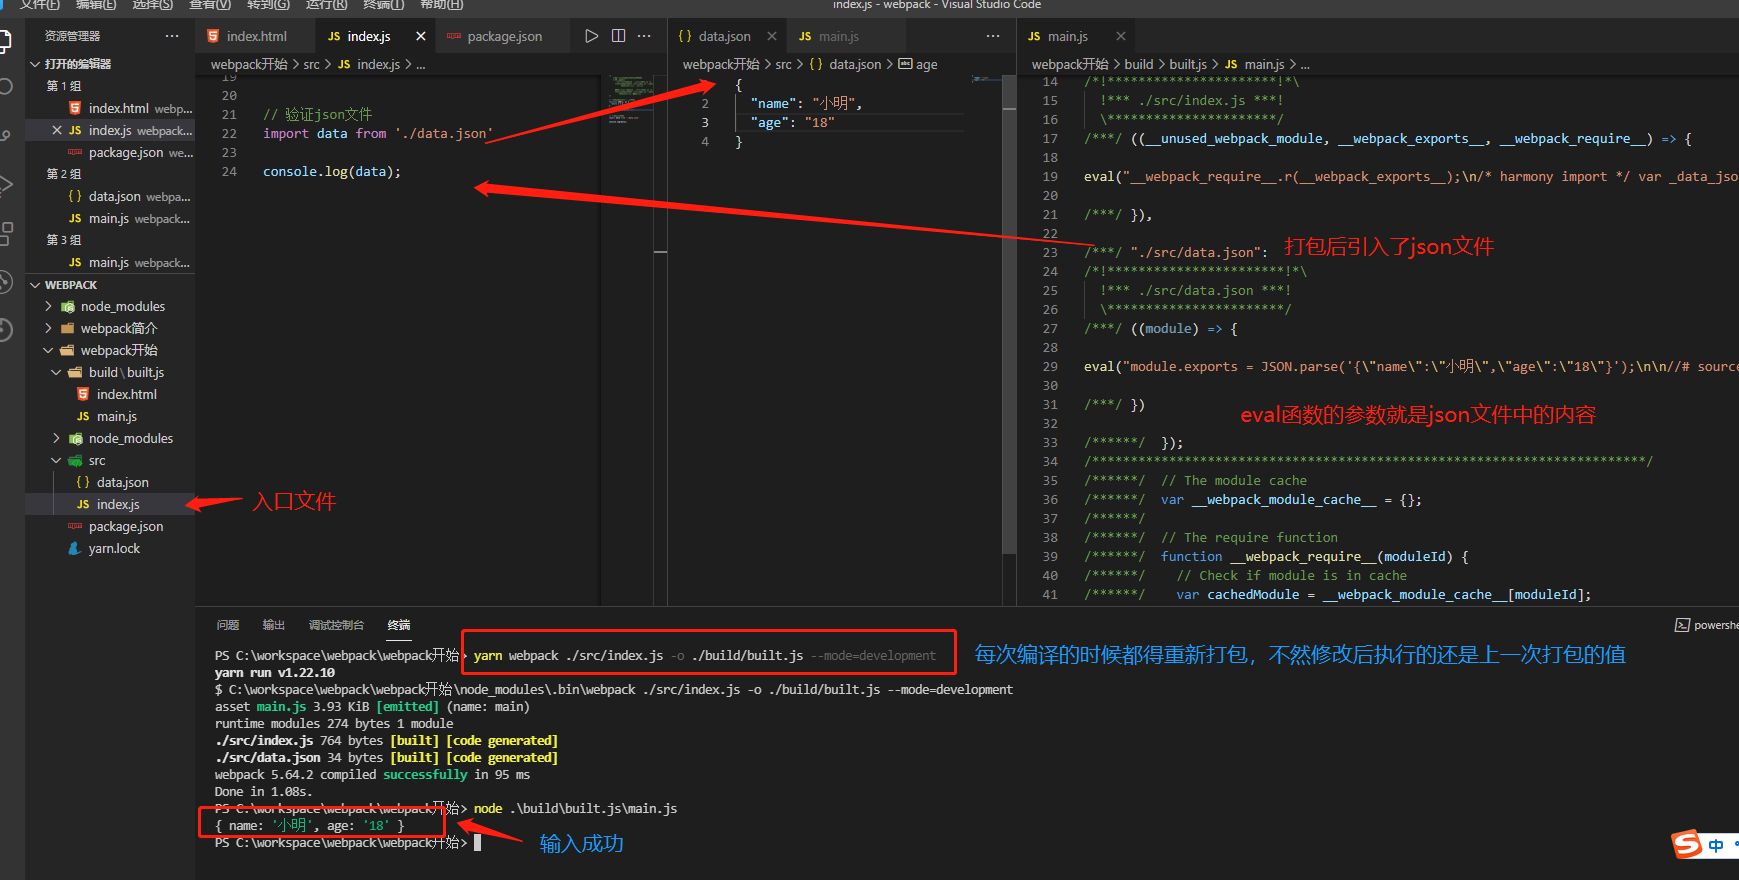 文件(F) 编辑(E) 选择(S) 查看(V) 转到(G) 运行(R) 终端(T) 帮助(H)
index.js - webpack - Visual Studio Code
资源管理器 ···
打开的编辑器
第 1 组
index.html webp...
index.js webpack...
package.json we...
第 2 组
data.json webpa...
main.js webpack...
第 3 组
main.js webpack...
WEBPACK
node_modules
webpack简介
webpack开始
build\built.js
index.html
main.js
node_modules
src
data.json
index.js
package.json
yarn.lock
入口文件
index.html
JS index.js
package.json
webpack开始 > src > JS index.js > ...
19
20
21 // 验证json文件
22 import data from './data.json'
23
24 console.log(data);
{ } data.json
JS main.js
webpack开始 > src > { } data.json > abc age
{
2 "name": "小明",
3 "age": "18"
4 }
JS main.js
webpack开始 > build > built.js > JS main.js > ...
14 /*!**********************!*\
15 !*** ./src/index.js ***!
16 \**********************/
17 /***/ ((__unused_webpack_module, __webpack_exports__, __webpack_require__) => {
18
19 eval("__webpack_require__.r(__webpack_exports__);\n/* harmony import */ var _data_jso
20
21 /***/ }),
22
23 /***/ "./src/data.json":
打包后引入了json文件
24 /*!***********************!*\
25 !*** ./src/data.json ***!
26 \***********************/
27 /***/ ((module) => {
28
29 eval("module.exports = JSON.parse('{\"name\":\"小明\",\"age\":\"18\"}');\n\n//# sourc
30
31 /***/ })
eval函数的参数就是json文件中的内容
32
33 /******/ });
34 /************************************************************************/
35 /******/ // The module cache
36 /******/ var __webpack_module_cache__ = {};
37 /******/
38 /******/ // The require function
39 /******/ function __webpack_require__(moduleId) {
40 /******/ // Check if module is in cache
41 /******/ var cachedModule = __webpack_module_cache__[moduleId];
问题 输出 调试控制台 终端
powershe
PS C:\workspace\webpack\webpack开始> yarn webpack ./src/index.js -o ./build/built.js --mode=development
每次编译的时候都得重新打包，不然修改后执行的还是上一次打包的值
yarn run v1.22.10
$ C:\workspace\webpack\webpack开始\node_modules\.bin\webpack ./src/index.js -o ./build/built.js --mode=development
asset main.js 3.93 KiB [emitted] (name: main)
runtime modules 274 bytes 1 module
./src/index.js 764 bytes [built] [code generated]
./src/data.json 34 bytes [built] [code generated]
webpack 5.64.2 compiled successfully in 95 ms
Done in 1.08s.
PS C:\workspace\webpack\webpack开始> node .\build\built.js\main.js
{ name: '小明', age: '18' }
PS C:\workspace\webpack\webpack开始>
输入成功
S 中